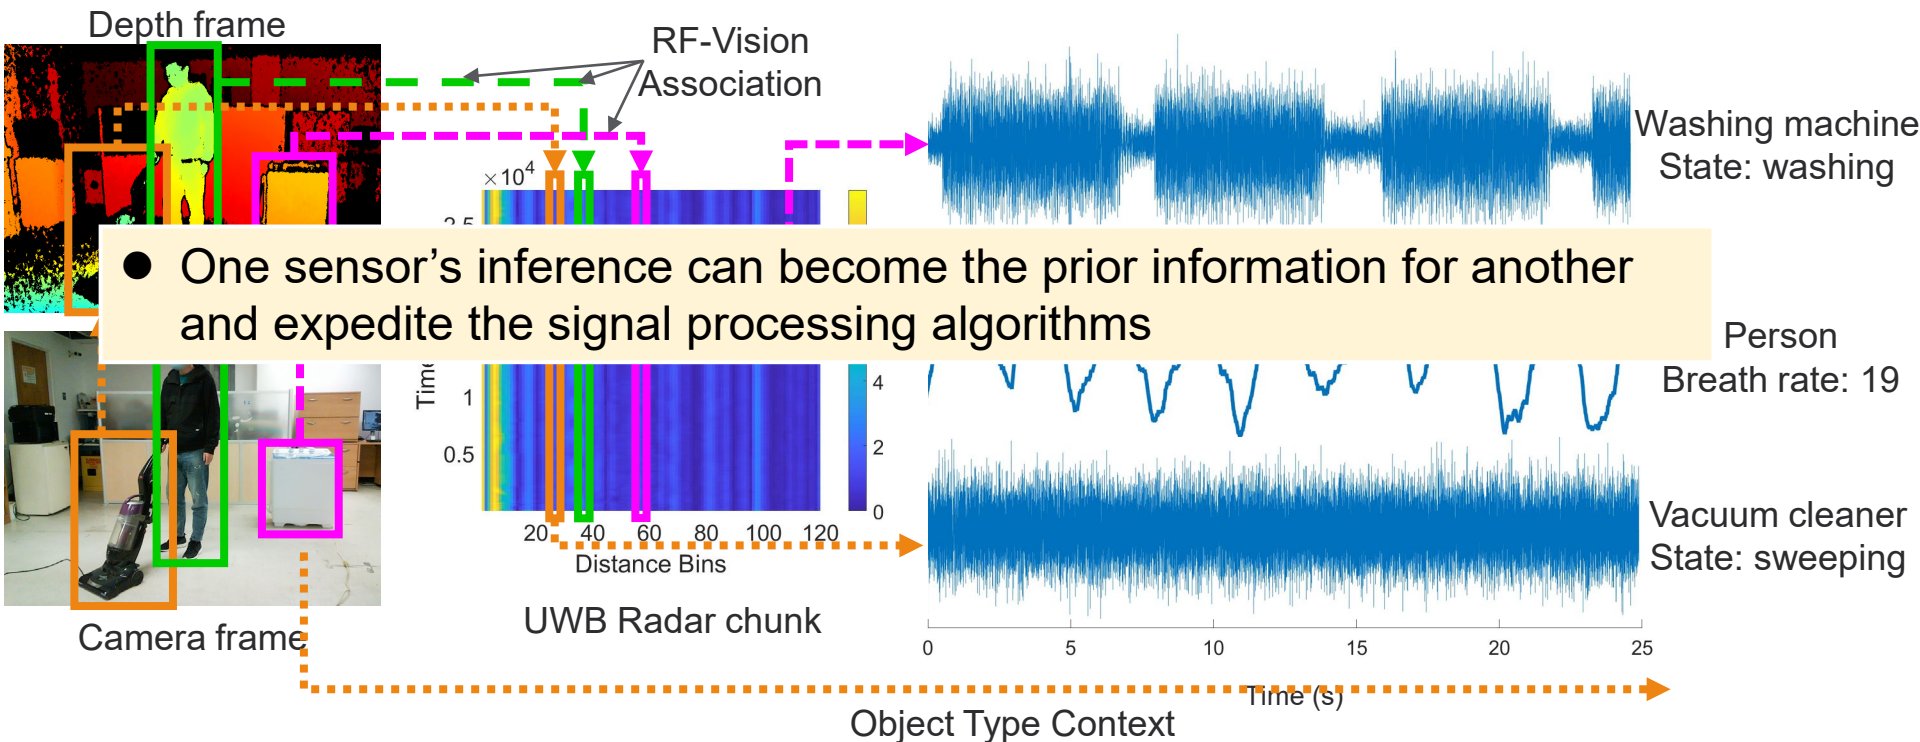 Depth frame
RF-Vision
Association
×10⁴
1
0.5
20 40 60 80 100 120
Distance Bins
UWB Radar chunk
4
2
0
Camera frame
● One sensor’s inference can become the prior information for another
and expedite the signal processing algorithms
Washing machine
State: washing
Person
Breath rate: 19
Vacuum cleaner
State: sweeping
0 5 10 15 20 25
Time (s)
Object Type Context